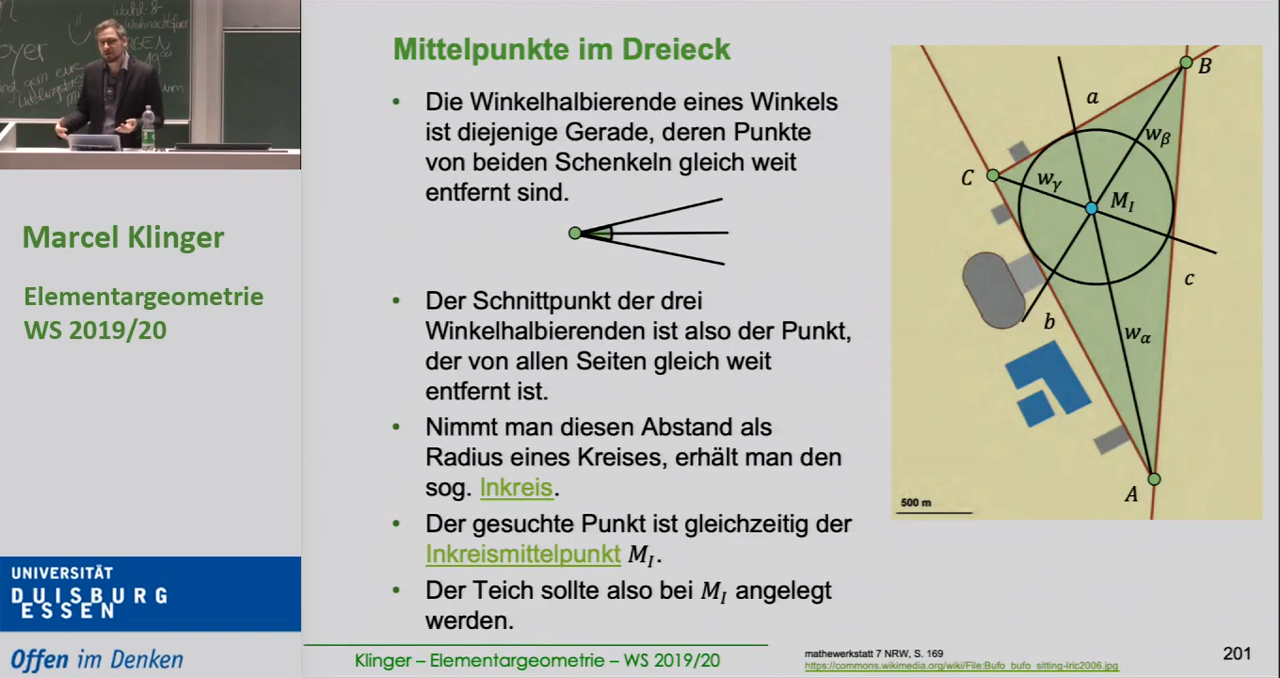 Wahl &
GEN
Marcel Klinger
Elementargeometrie
WS 2019/20
UNIVERSITÄT
DUISBURG
ESSEN
Offen im Denken
Mittelpunkte im Dreieck
• Die Winkelhalbierende eines Winkels
ist diejenige Gerade, deren Punkte
von beiden Schenkeln gleich weit
entfernt sind.
• Der Schnittpunkt der drei
Winkelhalbierenden ist also der Punkt,
der von allen Seiten gleich weit
entfernt ist.
• Nimmt man diesen Abstand als
Radius eines Kreises, erhält man den
sog. Inkreis.
• Der gesuchte Punkt ist gleichzeitig der
Inkreismittelpunkt M_I.
• Der Teich sollte also bei M_I angelegt
werden.
B
a
w_β
C
w_γ
M_I
c
b
w_α
A
500 m
Klinger – Elementargeometrie – WS 2019/20
mathewerkstatt 7 NRW, S. 169
https://commons.wikimedia.org/wiki/File:Bufo_bufo_sitting-Iric2006.jpg
201